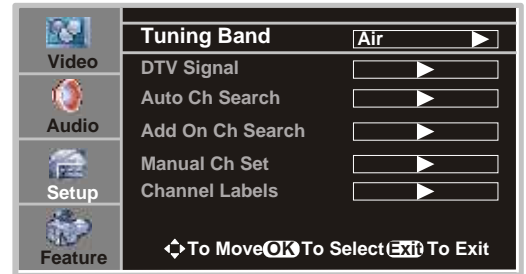 Video
Audio
Setup
Feature
Tuning Band Air
DTV Signal
Auto Ch Search
Add On Ch Search
Manual Ch Set
Channel Labels
To Move OK To Select Exit To Exit